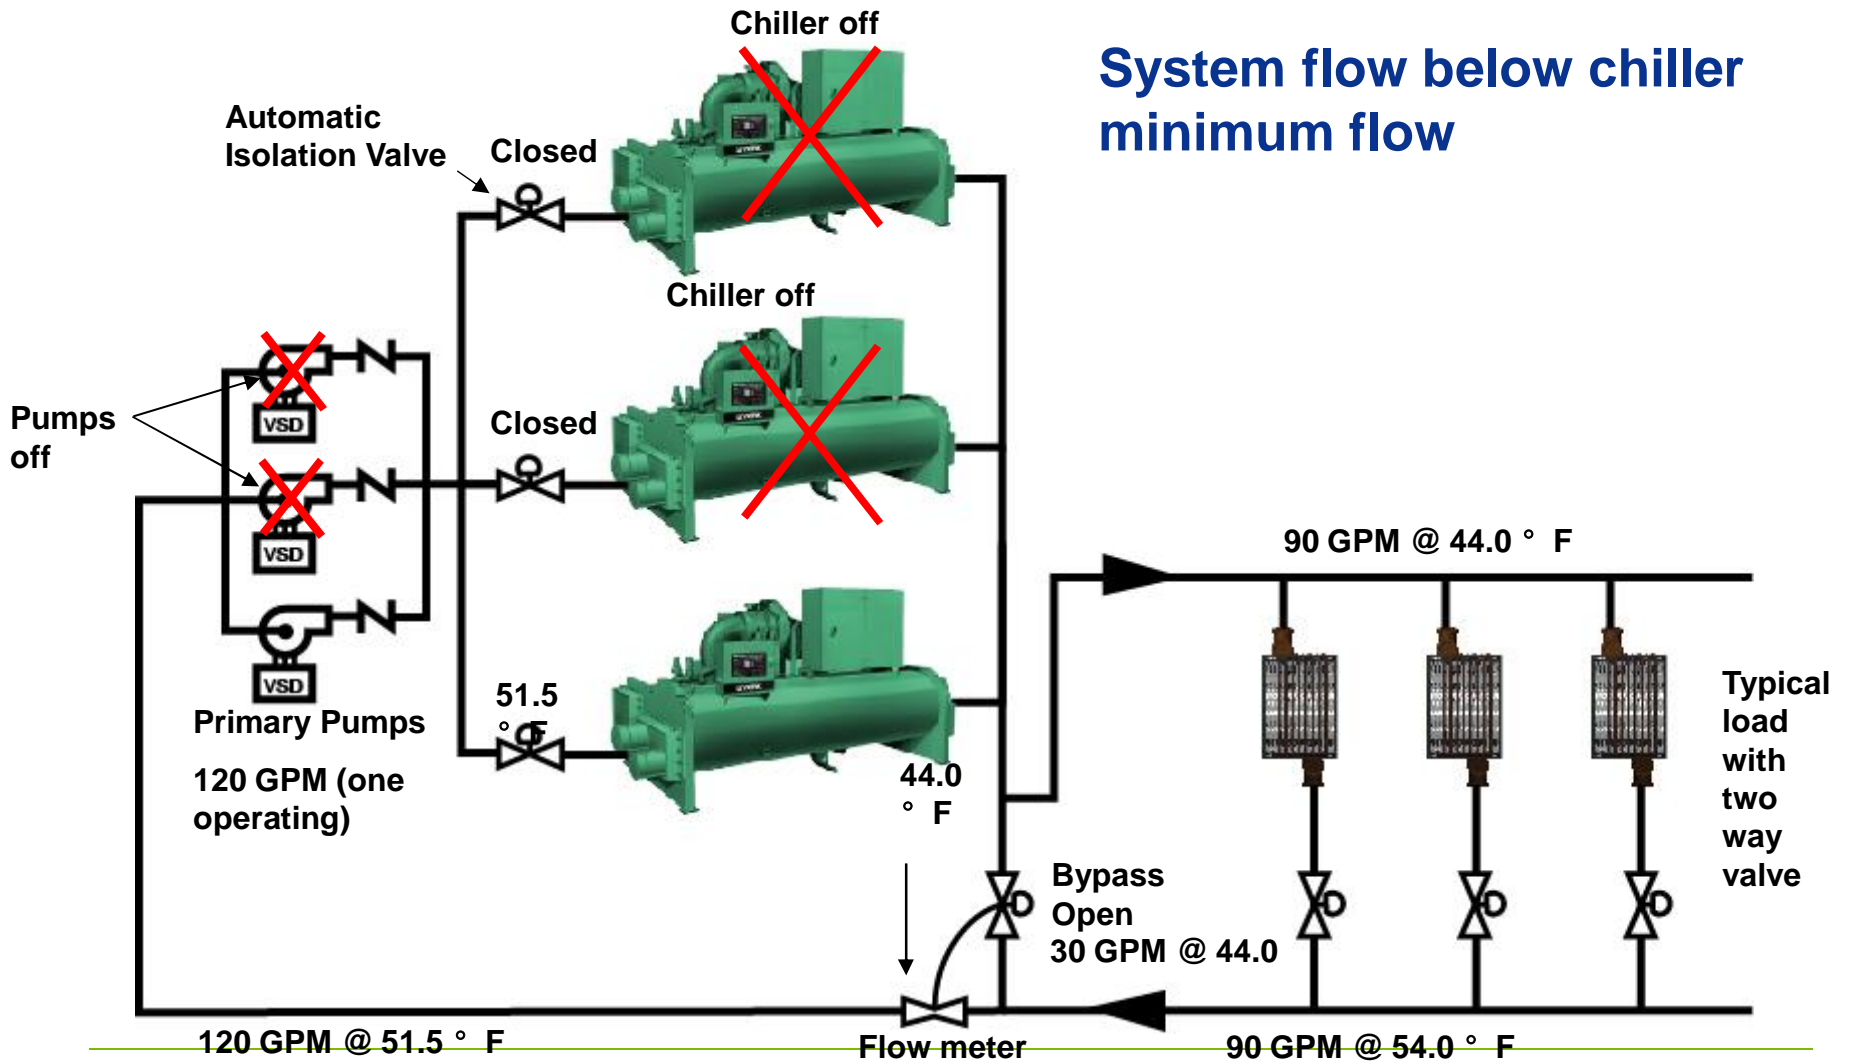 Chiller off
System flow below chiller
minimum flow
Automatic
Isolation Valve
Closed
Chiller off
Pumps
off
VSD
Closed
VSD
90 GPM @ 44.0 ° F
VSD
Primary Pumps
120 GPM (one
operating)
51.5
° F
44.0
° F
Typical
load
with
two
way
valve
Bypass
Open
30 GPM @ 44.0
120 GPM @ 51.5 ° F
Flow meter
90 GPM @ 54.0 ° F